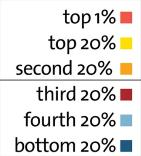 top 1%
top 20%
second 20%
third 20%
fourth 20%
bottom 20%